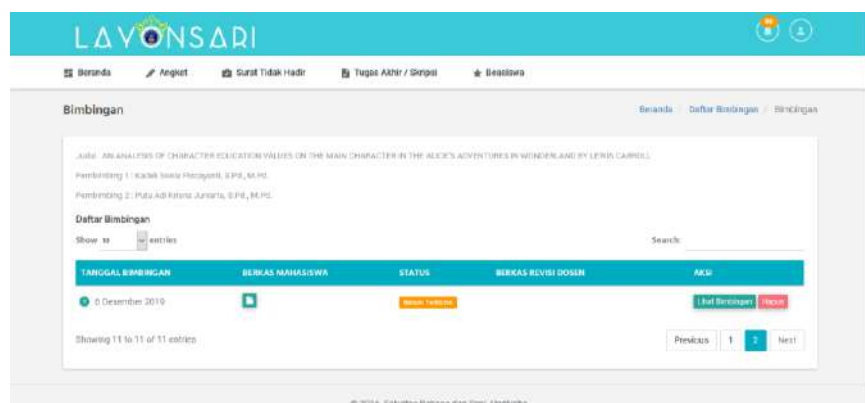 LAYONSARI
Beranda Angket Surat Tidak Hadir Tugas Akhir / Skripsi Beasiswa
Bimbingan
Beranda / Daftar Bimbingan / Bimbingan
Judul : AN ANALYSIS OF CHARACTER EDUCATION VALUES ON THE MAIN CHARACTER IN THE ALICE'S ADVENTURES IN WONDERLAND BY LEWIS CARROLL
Pembimbing 1 : Kadek Sonia Piscayanti, S.Pd., M.Pd.
Pembimbing 2 : Putu Adi Krisna Juniarta, S.Pd., M.Pd.
Daftar Bimbingan
Show 10 entries Search:
TANGGAL BIMBINGAN BERKAS MAHASISWA STATUS BERKAS REVISI DOSEN AKSI
6 Desember 2019 Lihat Bimbingan Hapus
Showing 11 to 11 of 11 entries
Previous 1 2 Next